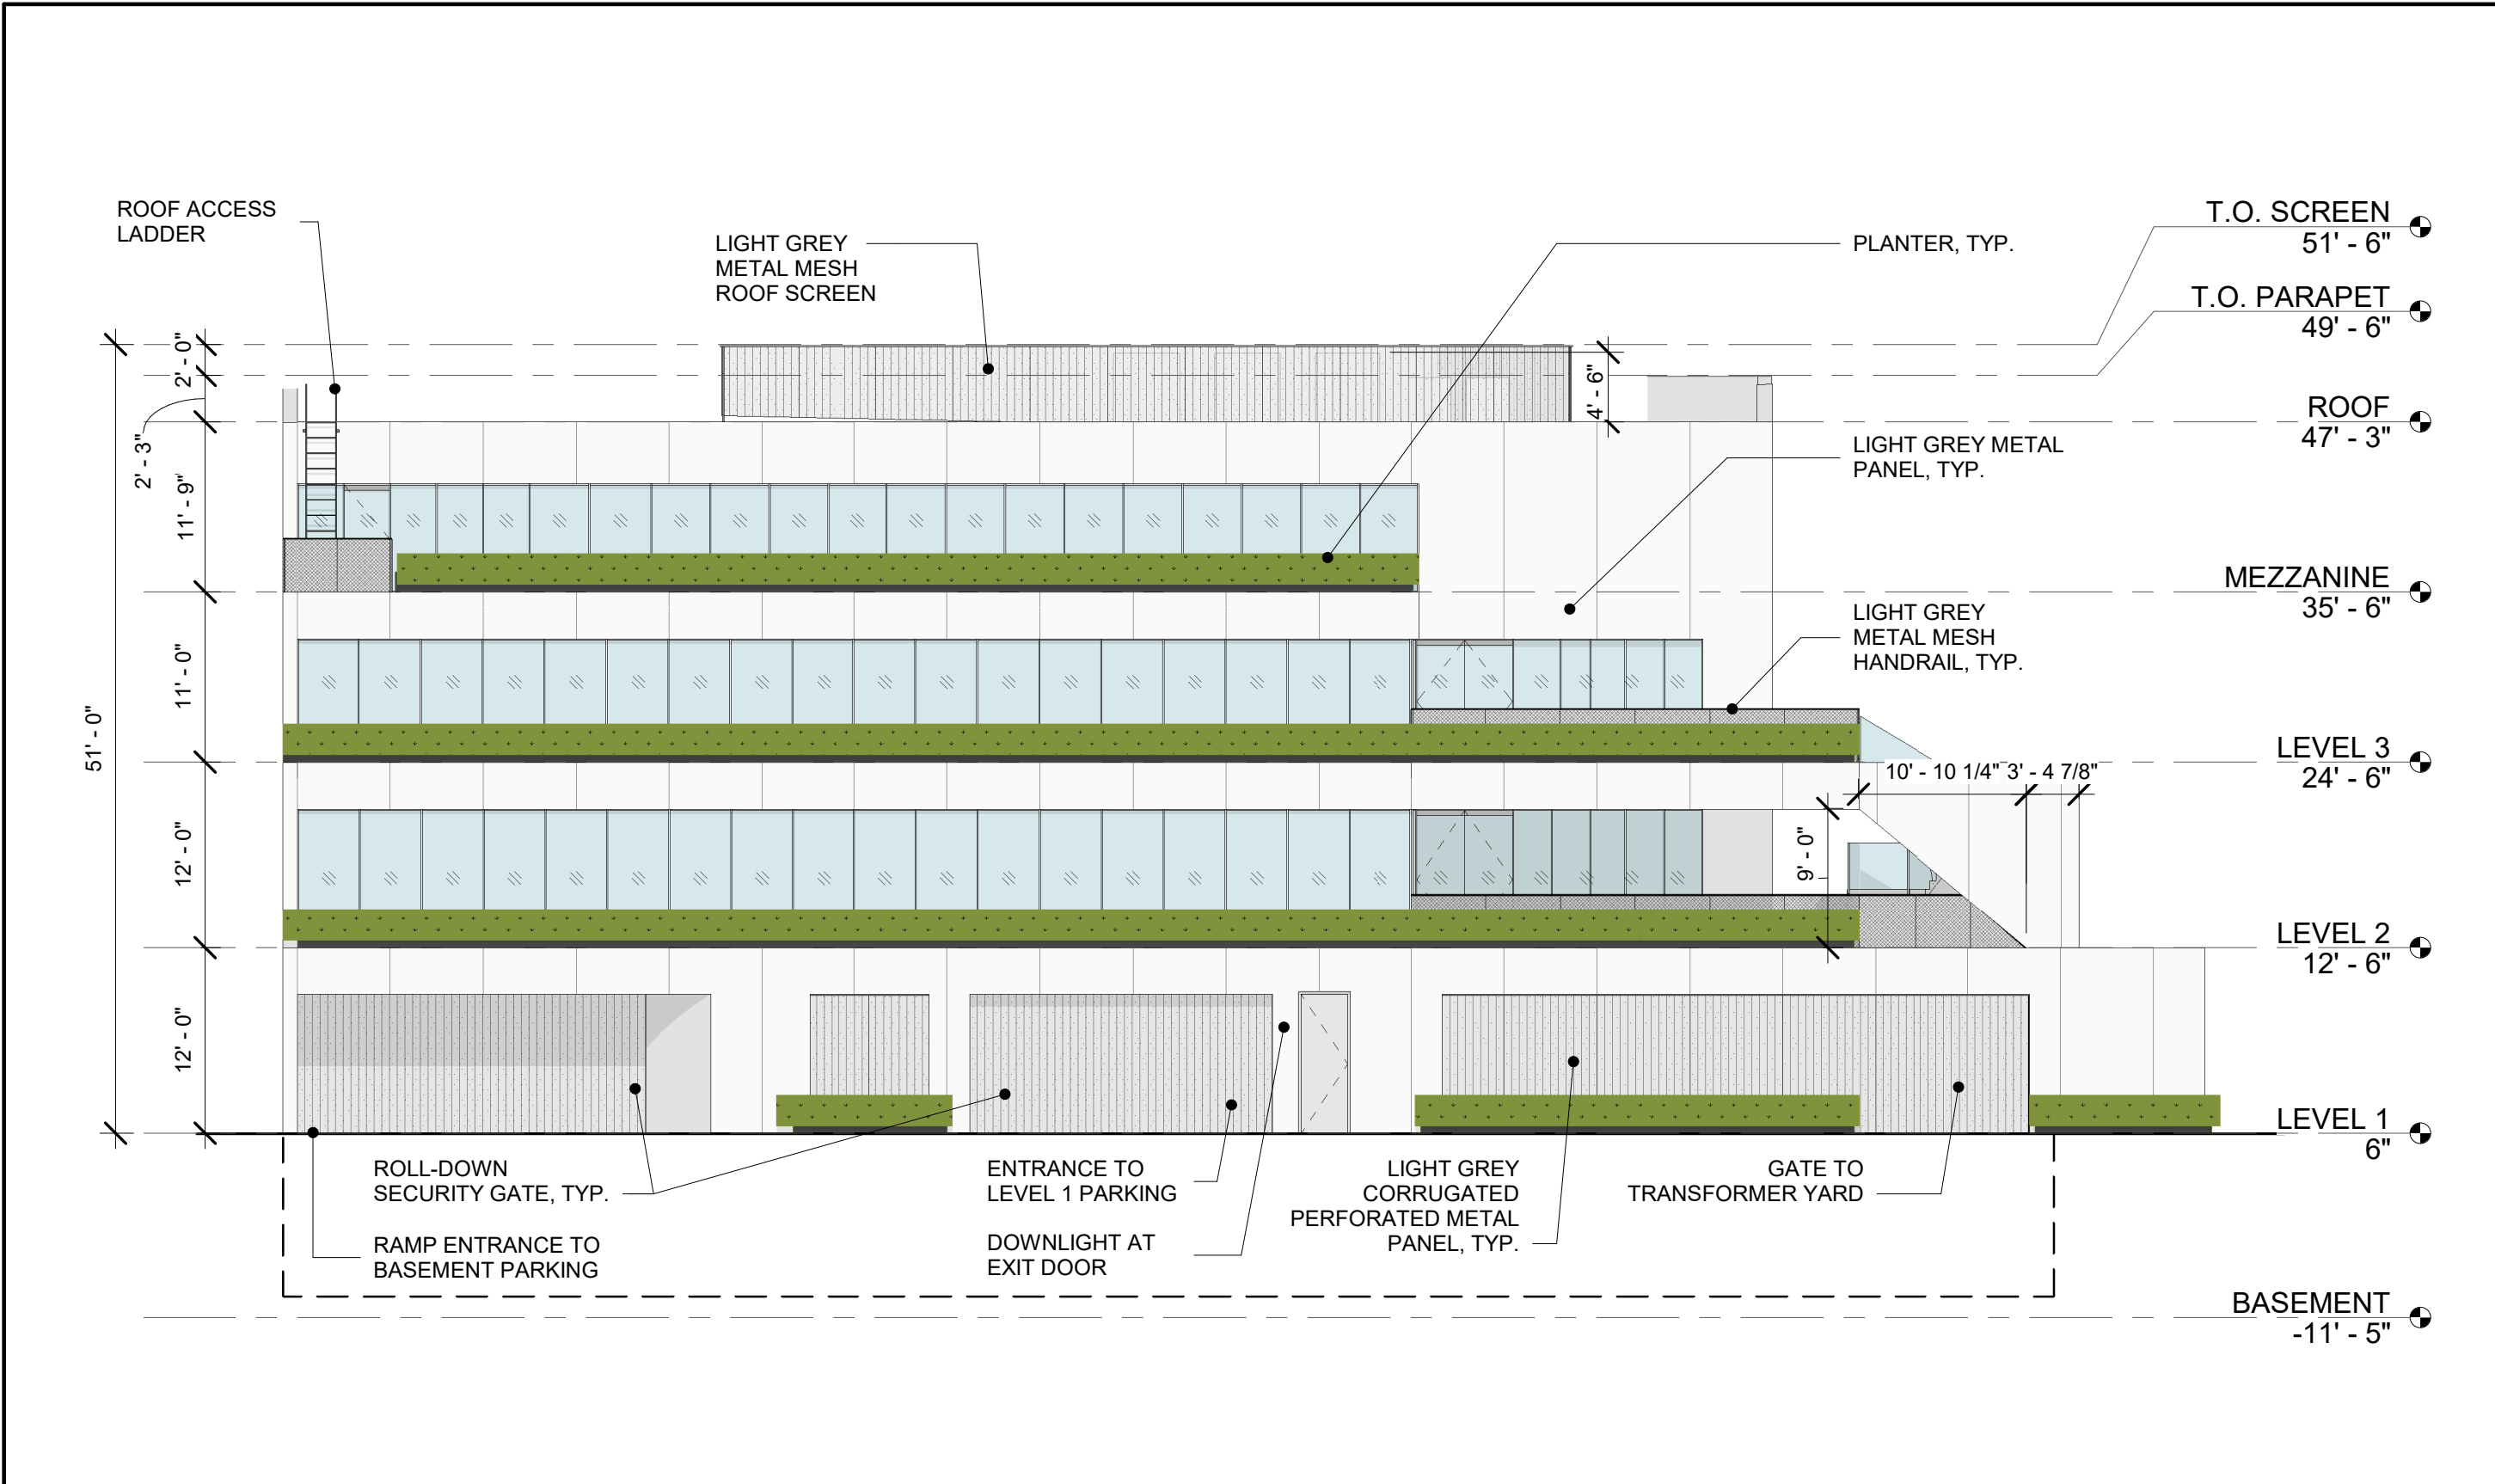 ROOF ACCESS
LADDER
LIGHT GREY
METAL MESH
ROOF SCREEN
PLANTER, TYP.
T.O. SCREEN
51' - 6"
T.O. PARAPET
49' - 6"
ROOF
47' - 3"
LIGHT GREY METAL
PANEL, TYP.
MEZZANINE
35' - 6"
LIGHT GREY
METAL MESH
HANDRAIL, TYP.
LEVEL 3
24' - 6"
LEVEL 2
12' - 6"
LEVEL 1
6"
BASEMENT
-11' - 5"
2' - 0"
2' - 3"
11' - 9"
11' - 0"
12' - 0"
12' - 0"
51' - 0"
4' - 6"
10' - 10 1/4"
3' - 4 7/8"
9' - 0"
ROLL-DOWN
SECURITY GATE, TYP.
RAMP ENTRANCE TO
BASEMENT PARKING
ENTRANCE TO
LEVEL 1 PARKING
DOWNLIGHT AT
EXIT DOOR
LIGHT GREY
CORRUGATED
PERFORATED METAL
PANEL, TYP.
GATE TO
TRANSFORMER YARD